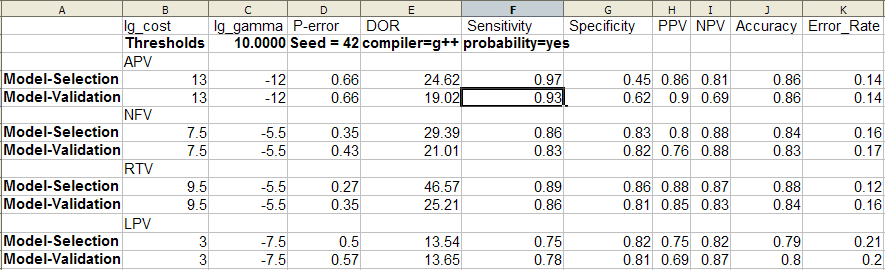 A B C D E F G H I J K
lg_cost lg_gamma P-error DOR Sensitivity Specificity PPV NPV Accuracy Error_Rate
Thresholds 10.0000 Seed = 42 compiler=g++ probability=yes
APV
Model-Selection 13 -12 0.66 24.62 0.97 0.45 0.86 0.81 0.86 0.14
Model-Validation 13 -12 0.66 19.02 0.93 0.62 0.9 0.69 0.86 0.14
NFV
Model-Selection 7.5 -5.5 0.35 29.39 0.86 0.83 0.8 0.88 0.84 0.16
Model-Validation 7.5 -5.5 0.43 21.01 0.83 0.82 0.76 0.88 0.83 0.17
RTV
Model-Selection 9.5 -5.5 0.27 46.57 0.89 0.86 0.88 0.87 0.88 0.12
Model-Validation 9.5 -5.5 0.35 25.21 0.86 0.81 0.85 0.83 0.84 0.16
LPV
Model-Selection 3 -7.5 0.5 13.54 0.75 0.82 0.75 0.82 0.79 0.21
Model-Validation 3 -7.5 0.57 13.65 0.78 0.81 0.69 0.87 0.8 0.2